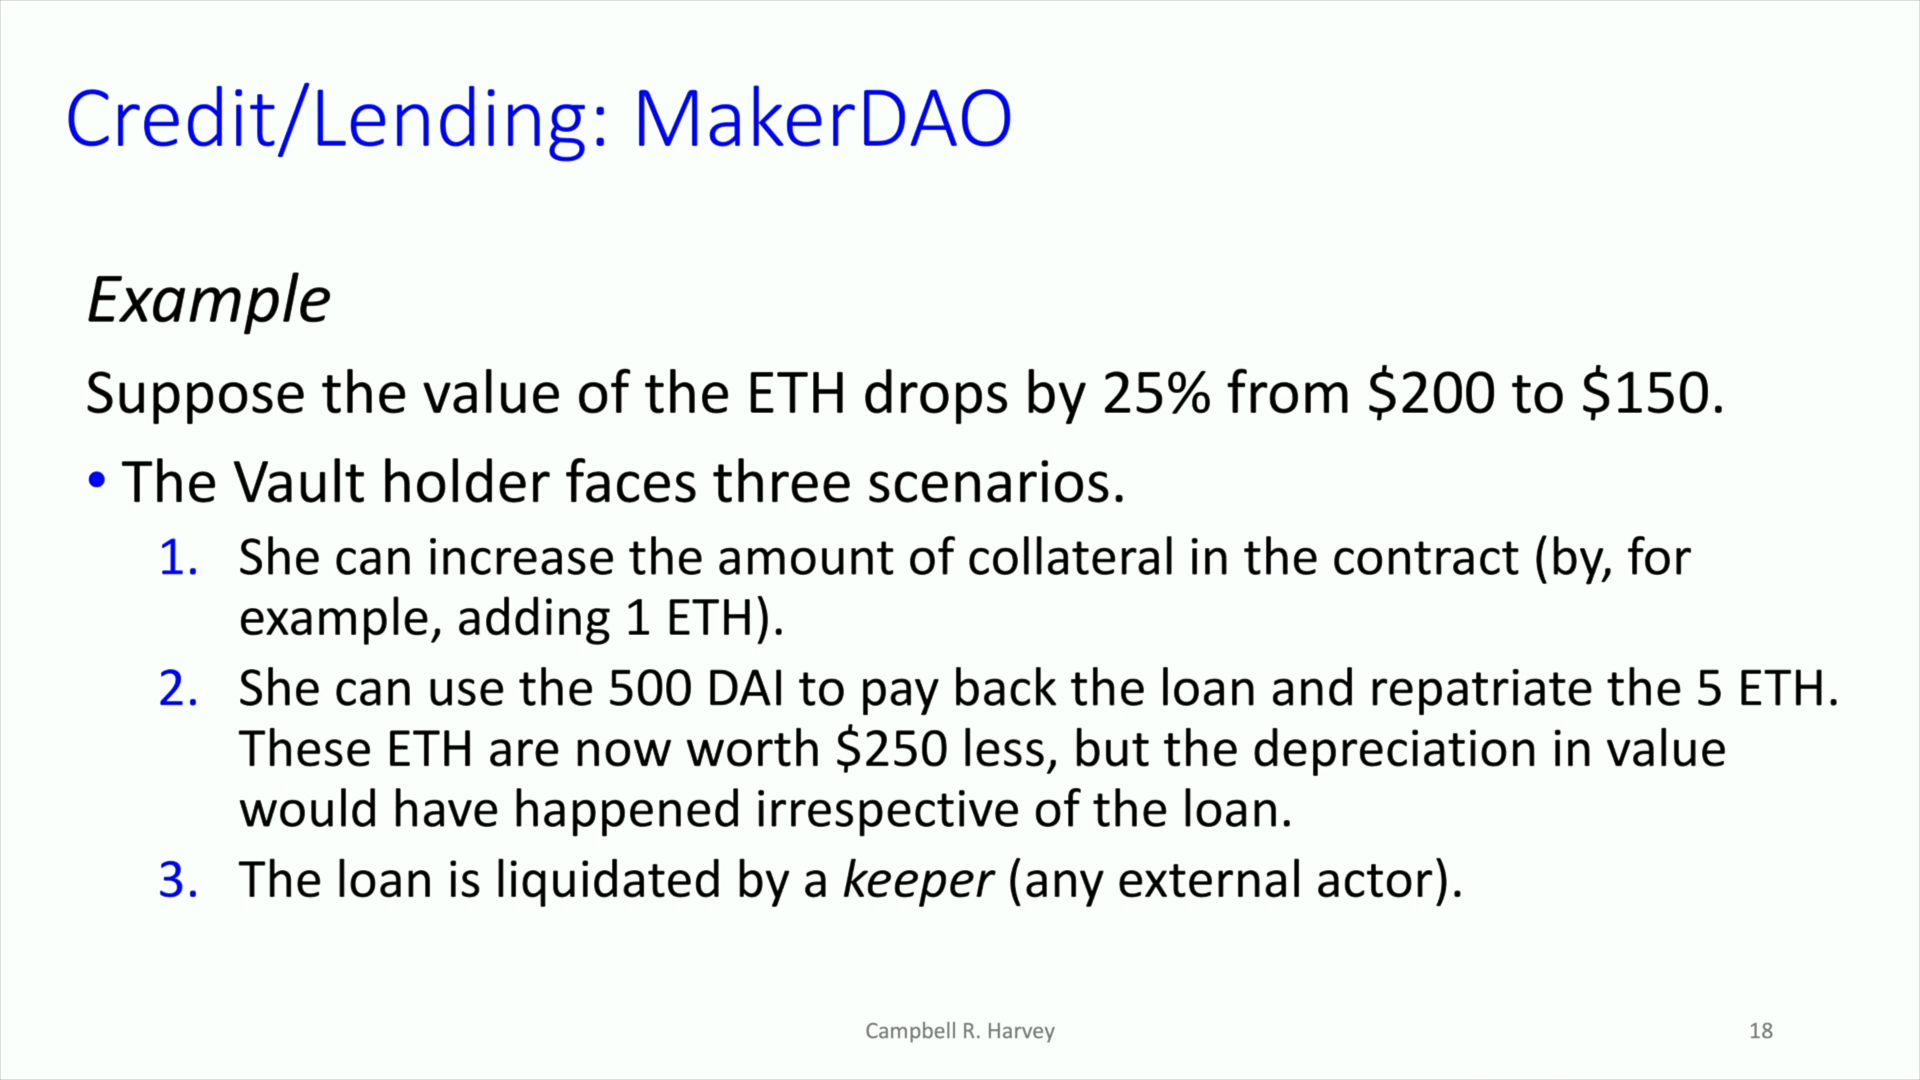 Credit/Lending: MakerDAO
Example
Suppose the value of the ETH drops by 25% from $200 to $150.
• The Vault holder faces three scenarios.
1. She can increase the amount of collateral in the contract (by, for
example, adding 1 ETH).
2. She can use the 500 DAI to pay back the loan and repatriate the 5 ETH.
These ETH are now worth $250 less, but the depreciation in value
would have happened irrespective of the loan.
3. The loan is liquidated by a keeper (any external actor).
Campbell R. Harvey
18